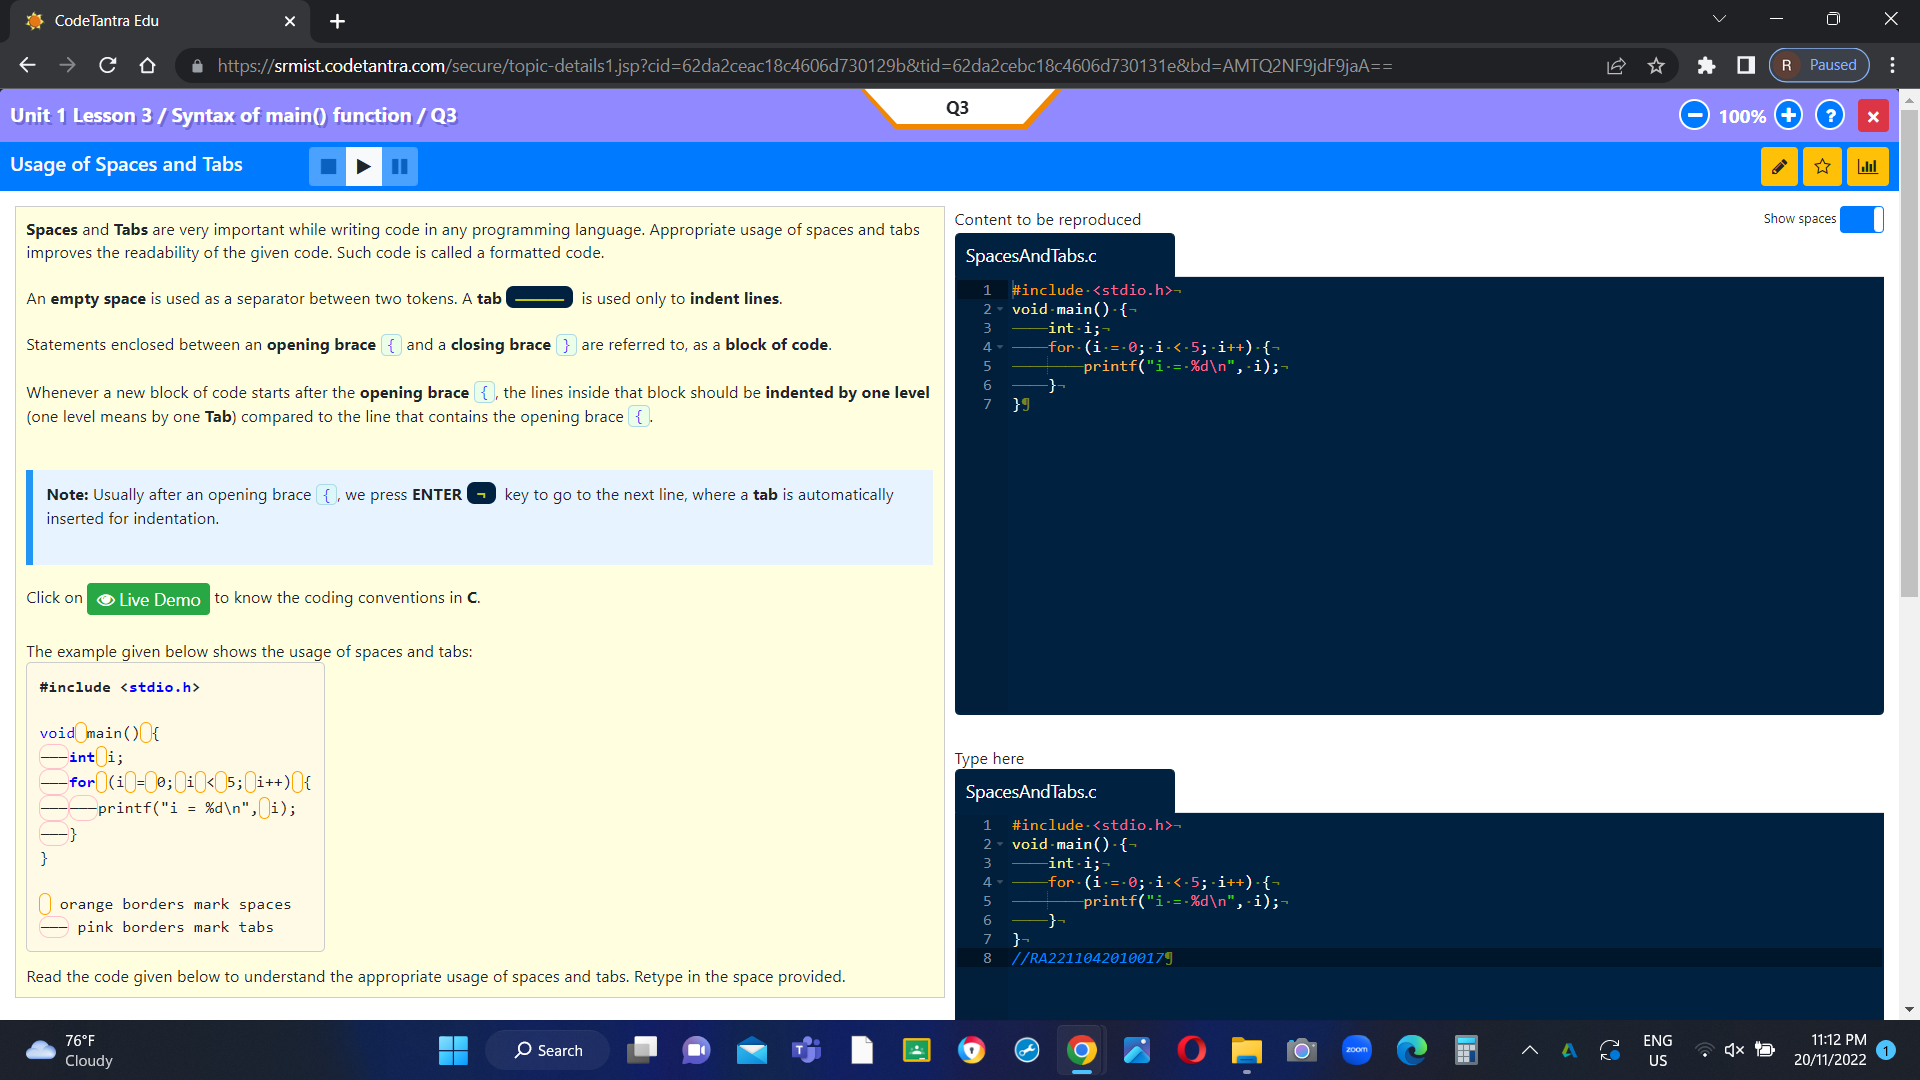 CodeTantra Edu
https://srmist.codetantra.com/secure/topic-details1.jsp?cid=62da2ceac18c4606d730129b&tid=62da2cebc18c4606d730131e&bd=AMTQ2NF9jdF9jaA==
R Paused
Unit 1 Lesson 3 / Syntax of main() function / Q3
Q3
100%
?
Usage of Spaces and Tabs
Spaces and Tabs are very important while writing code in any programming language. Appropriate usage of spaces and tabs
improves the readability of the given code. Such code is called a formatted code.
An empty space is used as a separator between two tokens. A tab ——— is used only to indent lines.
Statements enclosed between an opening brace { and a closing brace } are referred to, as a block of code.
Whenever a new block of code starts after the opening brace {, the lines inside that block should be indented by one level
(one level means by one Tab) compared to the line that contains the opening brace {.
Note: Usually after an opening brace {, we press ENTER ¬ key to go to the next line, where a tab is automatically
inserted for indentation.
Click on Live Demo to know the coding conventions in C.
The example given below shows the usage of spaces and tabs:
#include <stdio.h>
void main() {
———int i;
———for (i = 0; i < 5; i++) {
——————printf("i = %d\n", i);
———}
}
orange borders mark spaces
——— pink borders mark tabs
Read the code given below to understand the appropriate usage of spaces and tabs. Retype in the space provided.
Content to be reproduced
Show spaces
SpacesAndTabs.c
1 #include·<stdio.h>¬
2 void·main()·{¬
3 ————int·i;¬
4 ————for·(i·=·0;·i·<·5;·i++)·{¬
5 ————————printf("i·=·%d\n",·i);¬
6 ————}¬
7 }¶
Type here
SpacesAndTabs.c
1 #include·<stdio.h>¬
2 void·main()·{¬
3 ————int·i;¬
4 ————for·(i·=·0;·i·<·5;·i++)·{¬
5 ————————printf("i·=·%d\n",·i);¬
6 ————}¬
7 }¬
8 //RA2211042010017¶
76°F
Cloudy
Search
zoom
ENG
US
11:12 PM
20/11/2022
1